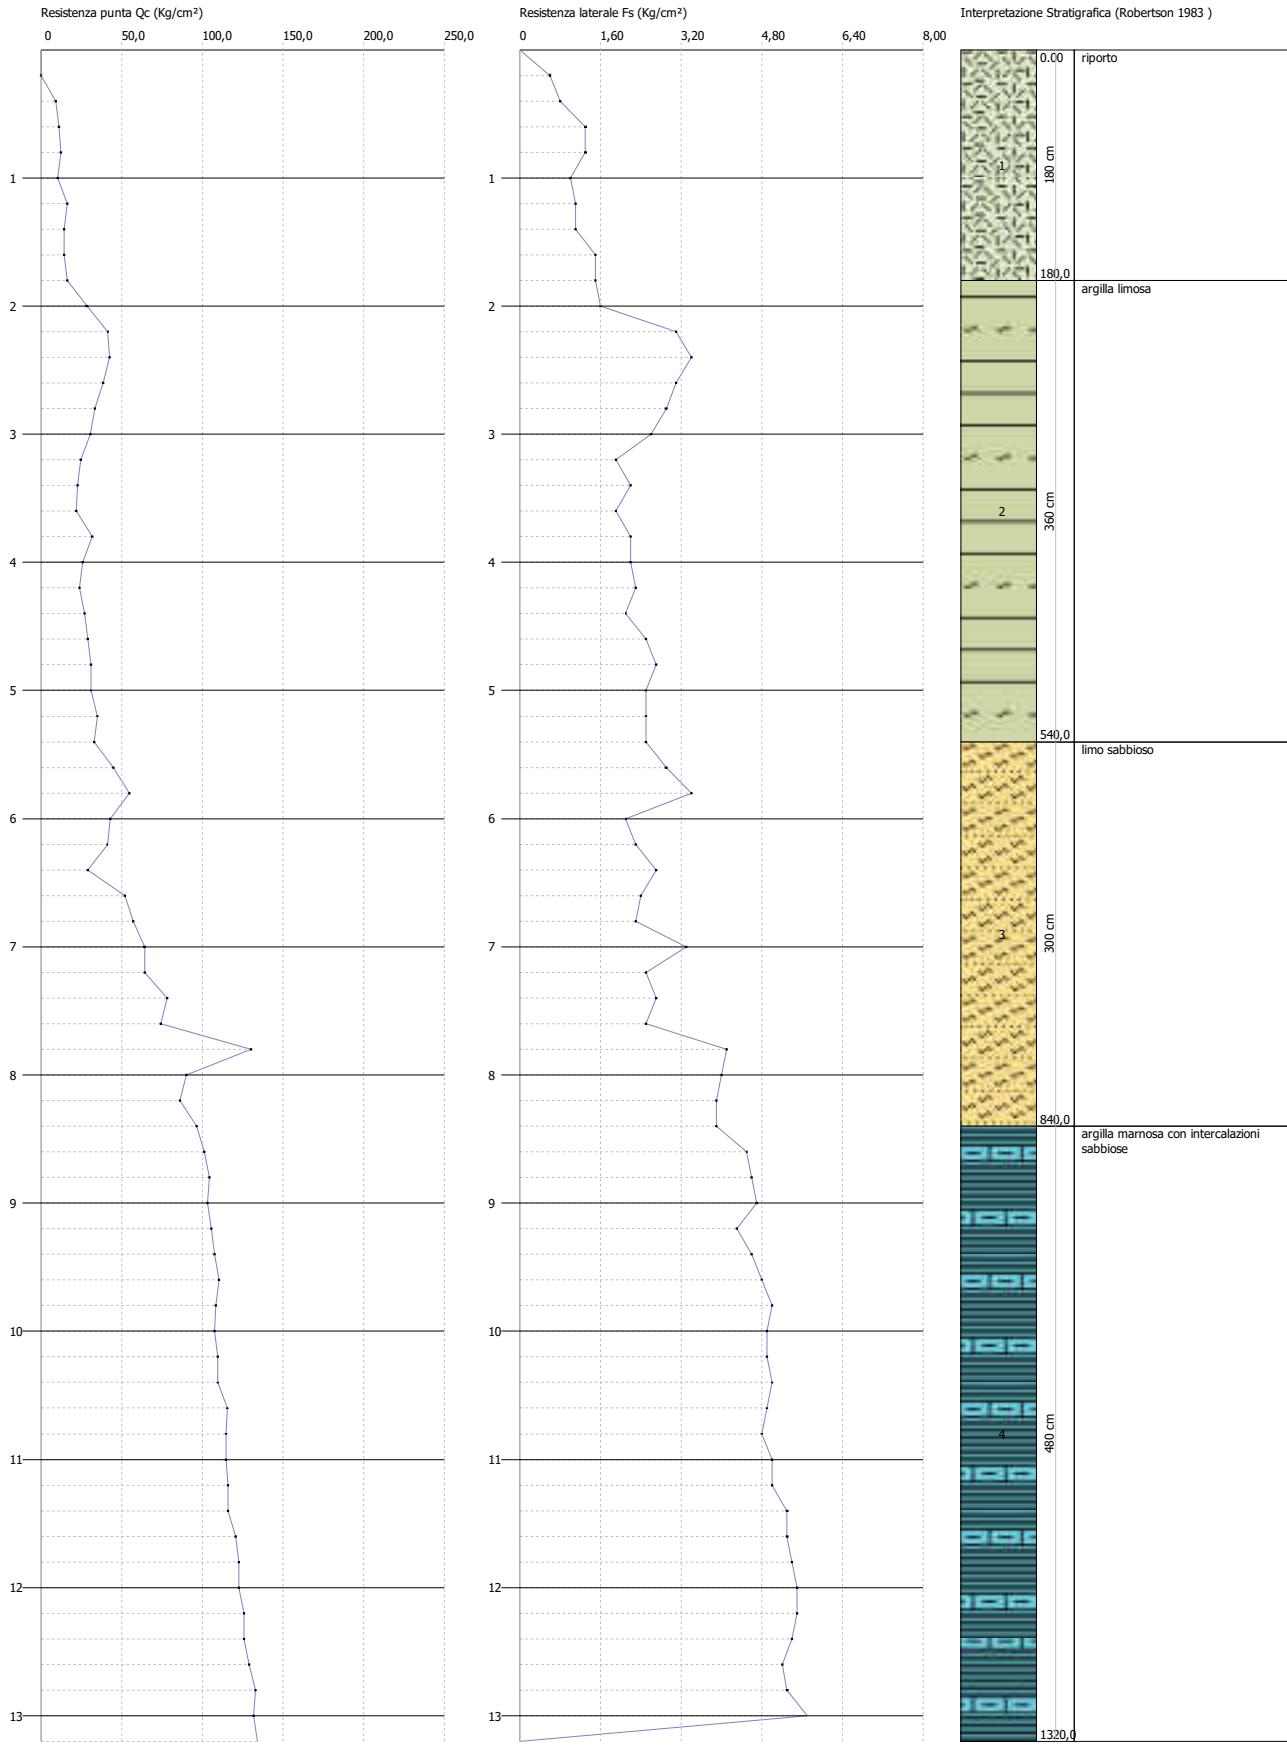 Resistenza punta Qc (Kg/cm²)
Resistenza laterale Fs (Kg/cm²)
Interpretazione Stratigrafica (Robertson 1983 )
0 50,0 100,0 150,0 200,0 250,0
0 1,60 3,20 4,80 6,40 8,00
1
2
3
4
5
6
7
8
9
10
11
12
13
1
2
3
4
5
6
7
8
9
10
11
12
13
0.00
riporto
1
180 cm
180,0
argilla limosa
2
360 cm
540,0
limo sabbioso
3
300 cm
840,0
argilla marnosa con intercalazioni
sabbiose
4
480 cm
1320,0